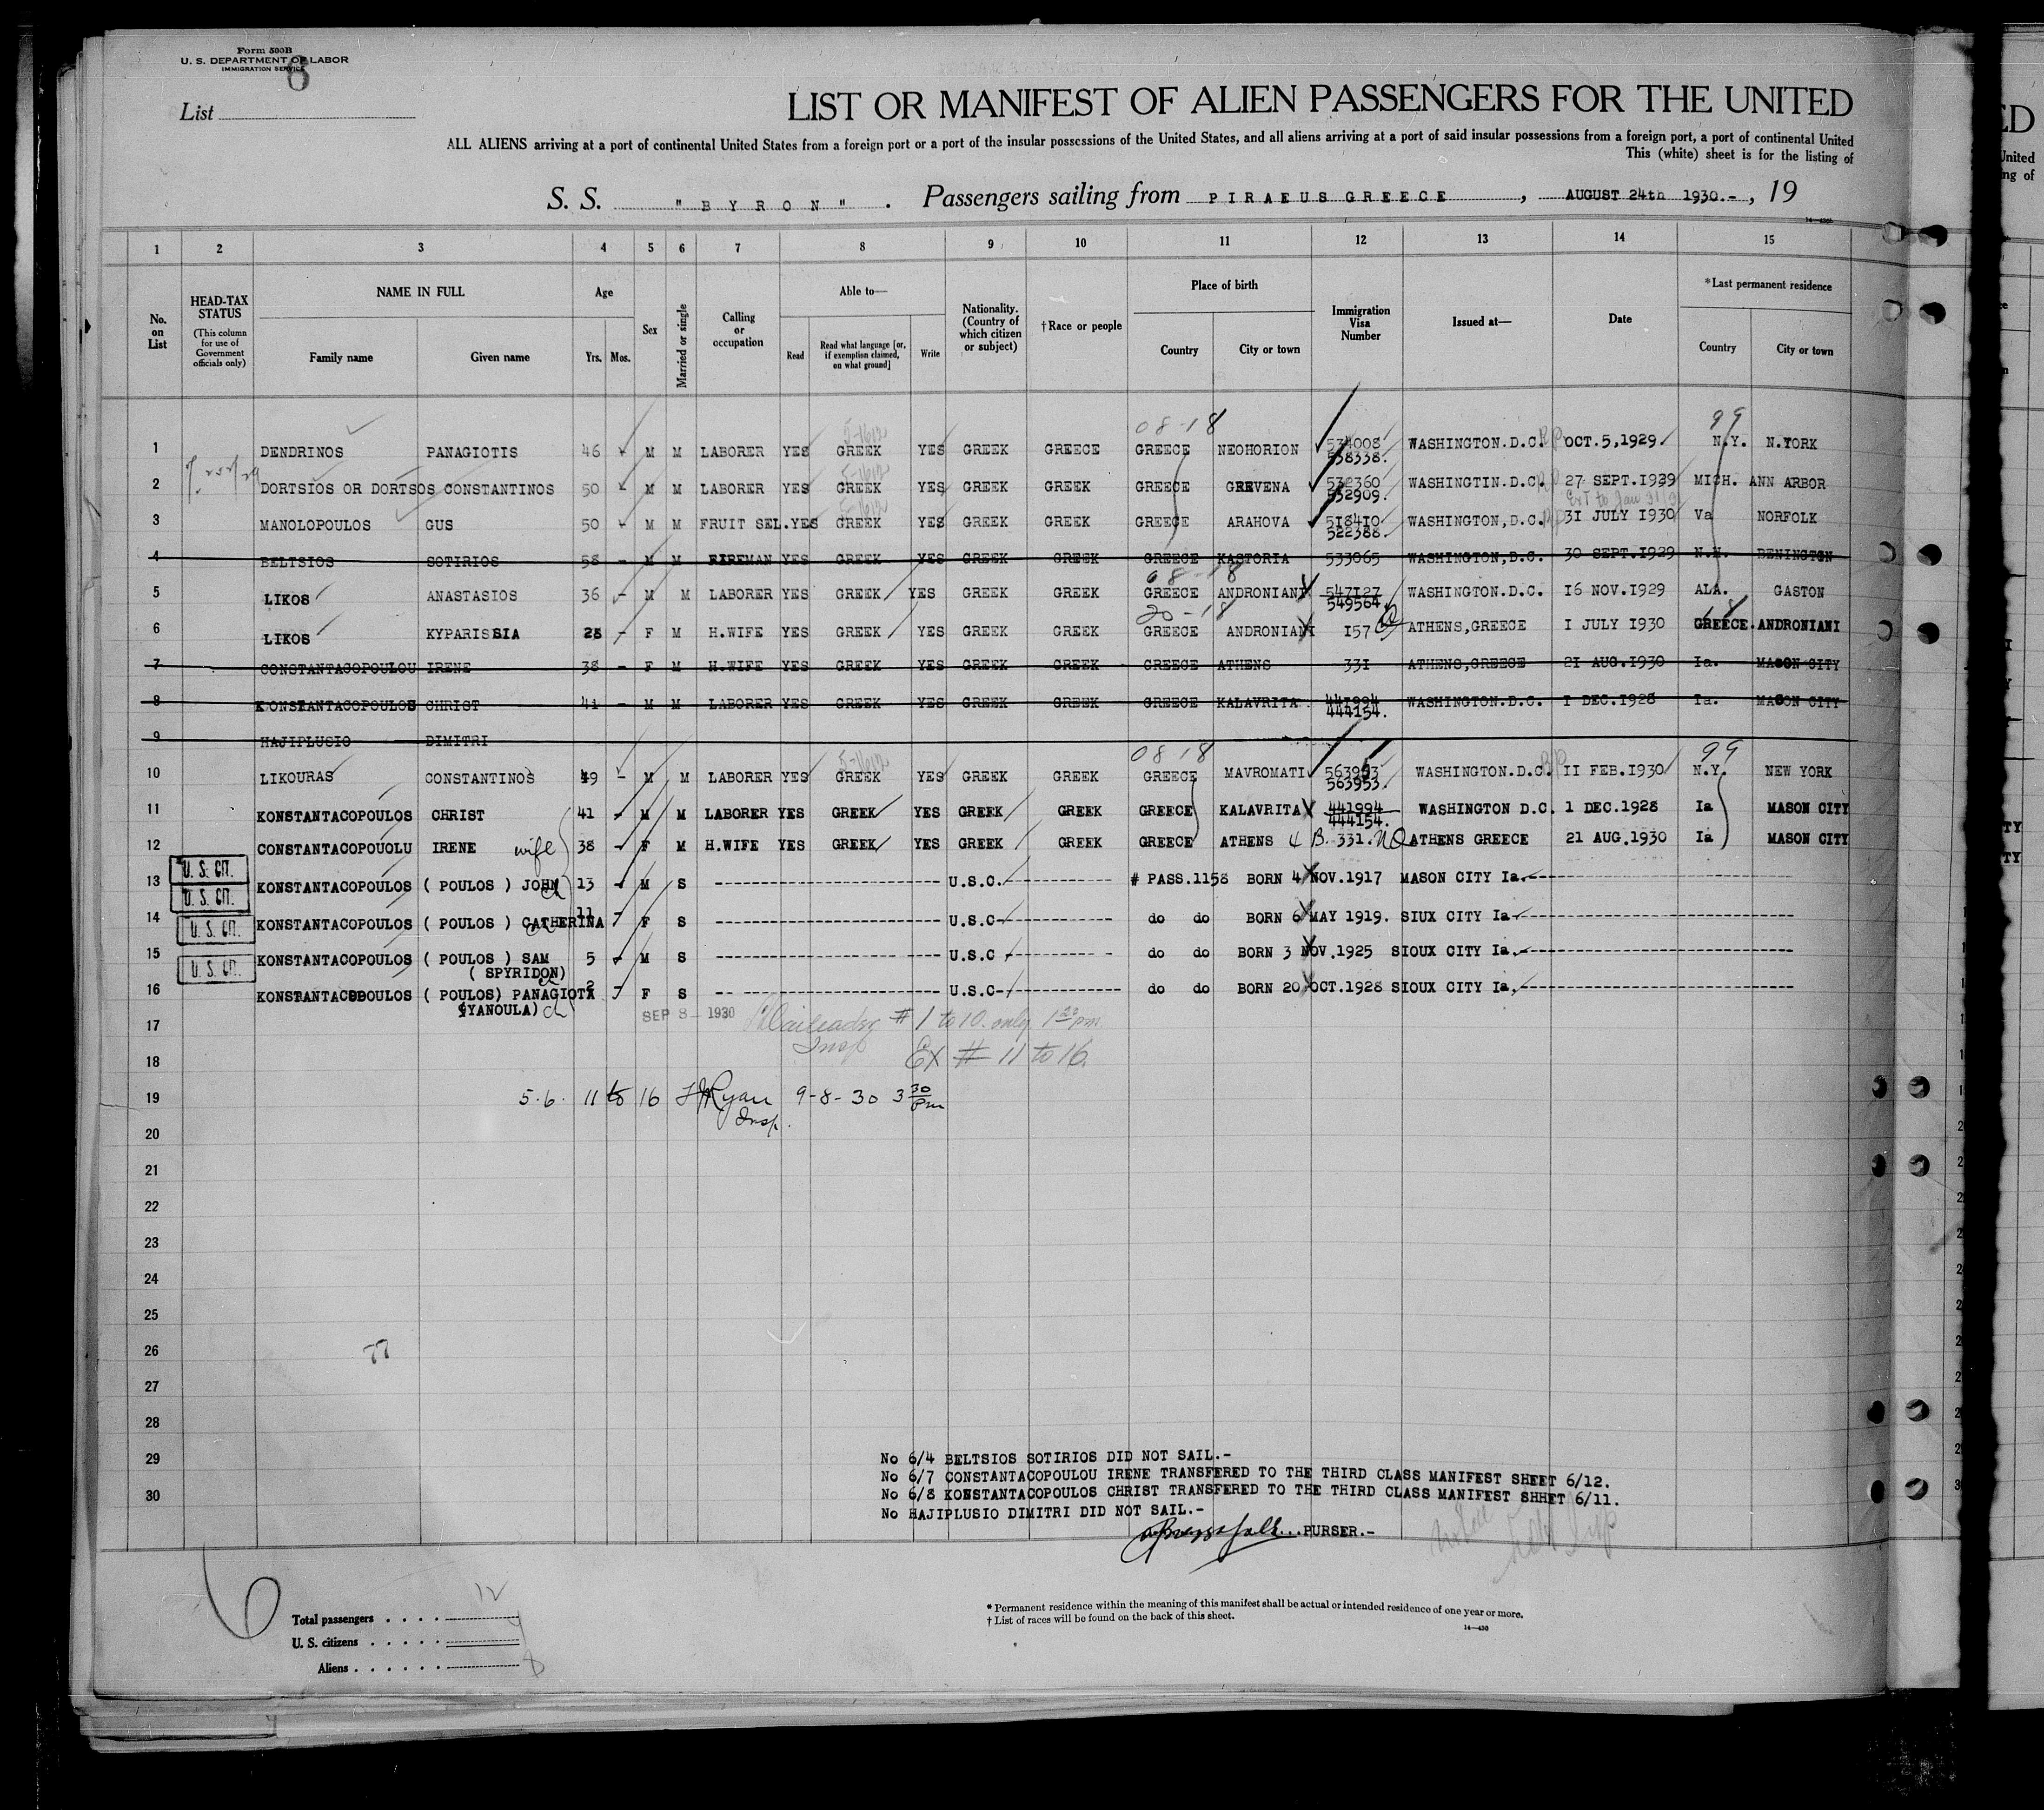 Form 500B
U. S. DEPARTMENT OF LABOR
IMMIGRATION SERVICE
8
List
LIST OR MANIFEST OF ALIEN PASSENGERS FOR THE UNITED
ALL ALIENS arriving at a port of continental United States from a foreign port or a port of the insular possessions of the United States, and all aliens arriving at a port of said insular possessions from a foreign port, a port of continental United
This (white) sheet is for the listing of
S. S. " B Y R O N " . Passengers sailing from PIRAEUS GREECE , AUGUST 24th 1930.- , 19
1 2 3 4 5 6 7 8 9 10 11 12 13 14 15
No. on List
HEAD-TAX STATUS (This column for use of Government officials only)
NAME IN FULL Family name Given name
Age Yrs. Mos.
Sex
Married or single
Calling or occupation
Able to— Read Read what language [or, if exemption claimed, on what ground] Write
Nationality. (Country of which citizen or subject)
†Race or people
Place of birth Country City or town
Immigration Visa Number
Issued at—
Date
*Last permanent residence Country City or town
08-18 99
1 DENDRINOS PANAGIOTIS 46 - M M LABORER YES GREEK YES GREEK GREECE GREECE NEOHORION 534008 538338. WASHINGTON.D.C. OCT.5,1929 N.Y. N.YORK
2 DORTSIOS OR DORTSOS CONSTANTINOS 50 - M M LABORER YES GREEK YES GREEK GREEK GREECE GREVENA 532360 532909. WASHINGTIN.D.C. 27 SEPT.1929 MICH. ANN ARBOR
3 MANOLOPOULOS GUS 50 - M M FRUIT SEL. YES GREEK YES GREEK GREEK GREECE ARAHOVA 518410 522388. WASHINGTON,D.C. 31 JULY 1930 Va NORFOLK
4 BELTSIOS SOTIRIOS 58 - M M FIREMAN YES GREEK YES GREEK GREEK GREECE KASTORIA 533065 WASHINGTON,D.C. 30 SEPT.1929 N.H. BENINGTON
08-18
5 LIKOS ANASTASIOS 36 - M M LABORER YES GREEK YES GREEK GREEK GREECE ANDRONIANI 547127 549564 WASHINGTON.D.C. 16 NOV.1929 ALA. GASTON
20-18
6 LIKOS KYPARISSIA 28 - F M H.WIFE YES GREEK YES GREEK GREEK GREECE ANDRONIANI 157 ATHENS,GREECE 1 JULY 1930 GREECE. ANDRONIANI
7 CONSTANTACOPOULOU IRENE 38 - F M H.WIFE YES GREEK YES GREEK GREEK GREECE ATHENS 331 ATHENS,GREECE 21 AUG.1930 Ia. MASON CITY
8 KONSTANTACOPOULOS CHRIST 41 - M M LABORER YES GREEK YES GREEK GREEK GREECE KALAVRITA 441994 444154. WASHINGTON.D.C. 1 DEC.1928 Ia. MASON CITY
9 HAJIPLUSIO DIMITRI
08 18 99
10 LIKOURAS CONSTANTINOS 49 - M M LABORER YES GREEK YES GREEK GREEK GREECE MAVROMATI 563953 WASHINGTON.D.C. 11 FEB.1930 N.Y. NEW YORK
11 KONSTANTACOPOULOS CHRIST 41 - M M LABORER YES GREEK YES GREEK GREEK GREECE KALAVRITA 441994 444154. WASHINGTON D.C. 1 DEC.1928 Ia MASON CITY
12 CONSTANTACOPOUOLU IRENE wife 38 - F M H.WIFE YES GREEK YES GREEK GREEK GREECE ATHENS 331. ATHENS GREECE 21 AUG.1930 Ia MASON CITY
U. S. CIT.
13 KONSTANTACOPOULOS ( POULOS ) JOHN 13 - M S U.S.C. # PASS.1158 BORN 4 NOV.1917 MASON CITY Ia.
U. S. CIT.
14 KONSTANTACOPOULOS ( POULOS ) CATHERINA 11 - F S U.S.C do do BORN 6 MAY 1919. SIUX CITY Ia
U. S. CIT.
15 KONSTANTACOPOULOS ( POULOS ) SAM 5 - M S U.S.C do do BORN 3 NOV.1925 SIOUX CITY Ia.
( SPYRIDON)
U. S. CIT.
16 KONSTANTACOPOULOS ( POULOS) PANAGIOTA 2 - F S U.S.C do do BORN 20 OCT.1928 SIOUX CITY Ia,
(YANOULA) ch
SEP 8 - 1930 # 1 to 10. only 1 20 pm
17
Insp
Ex # 11 to 16.
18
19 5.6. 11 to 16 Ryan 9-8-30 3 30 Pm
Insp.
20
21
22
23
24
25
26 77
27
28
29
30
No 6/4 BELTSIOS SOTIRIOS DID NOT SAIL.-
No 6/7 CONSTANTACOPOULOU IRENE TRANSFERED TO THE THIRD CLASS MANIFEST SHEET 6/12.
No 6/8 KONSTANTACOPOULOS CHRIST TRANSFERED TO THE THIRD CLASS MANIFEST SHHET 6/11.
No HAJIPLUSIO DIMITRI DID NOT SAIL.-
PURSER.-
6
Total passengers 12
U. S. citizens 4
Aliens 8
* Permanent residence within the meaning of this manifest shall be actual or intended residence of one year or more.
† List of races will be found on the back of this sheet.
14—430